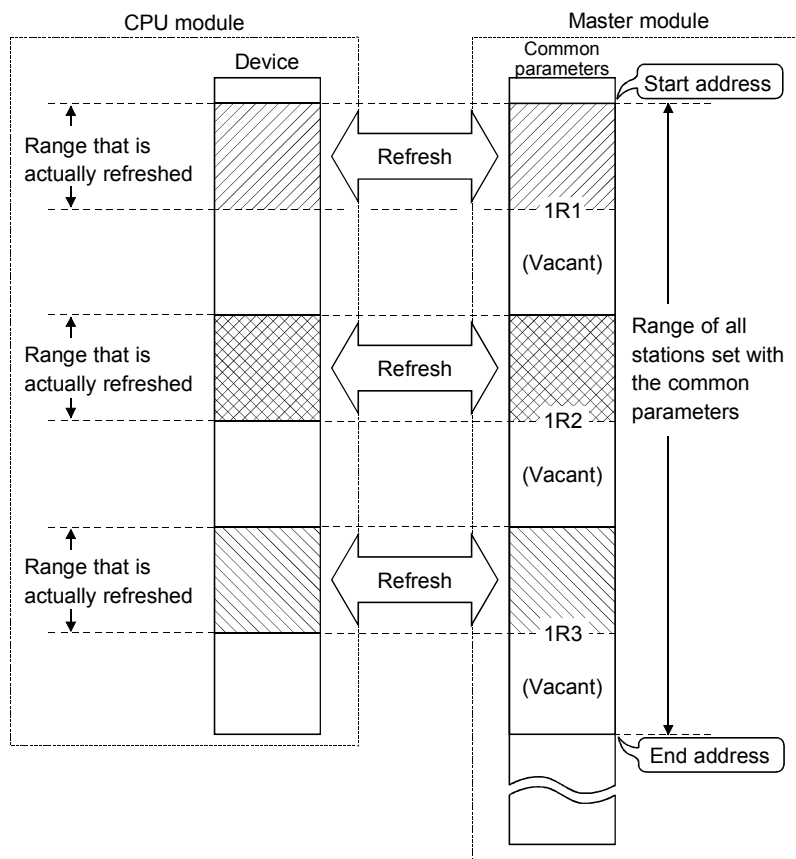 CPU module
Master module
Device
Common
parameters
Start address
Range that is
actually refreshed
Refresh
1R1
(Vacant)
Range that is
actually refreshed
Refresh
Range of all
stations set with
the common
parameters
1R2
(Vacant)
Range that is
actually refreshed
Refresh
1R3
(Vacant)
End address